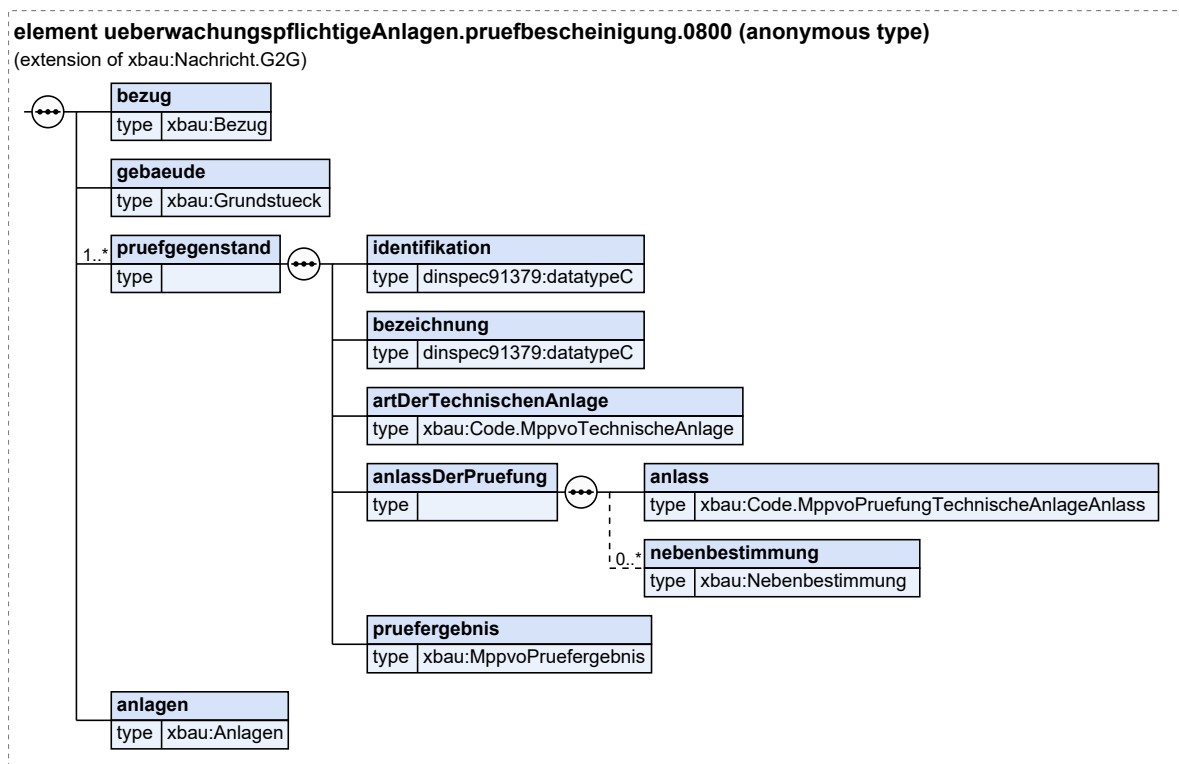 element ueberwachungspflichtigeAnlagen.pruefbescheinigung.0800 (anonymous type)
(extension of xbau:Nachricht.G2G)
bezug
type xbau:Bezug
gebaeude
type xbau:Grundstueck
1..* pruefgegenstand
type
identifikation
type dinspec91379:datatypeC
bezeichnung
type dinspec91379:datatypeC
artDerTechnischenAnlage
type xbau:Code.MppvoTechnischeAnlage
anlassDerPruefung
type
anlass
type xbau:Code.MppvoPruefungTechnischeAnlageAnlass
0..* nebenbestimmung
type xbau:Nebenbestimmung
pruefergebnis
type xbau:MppvoPruefergebnis
anlagen
type xbau:Anlagen